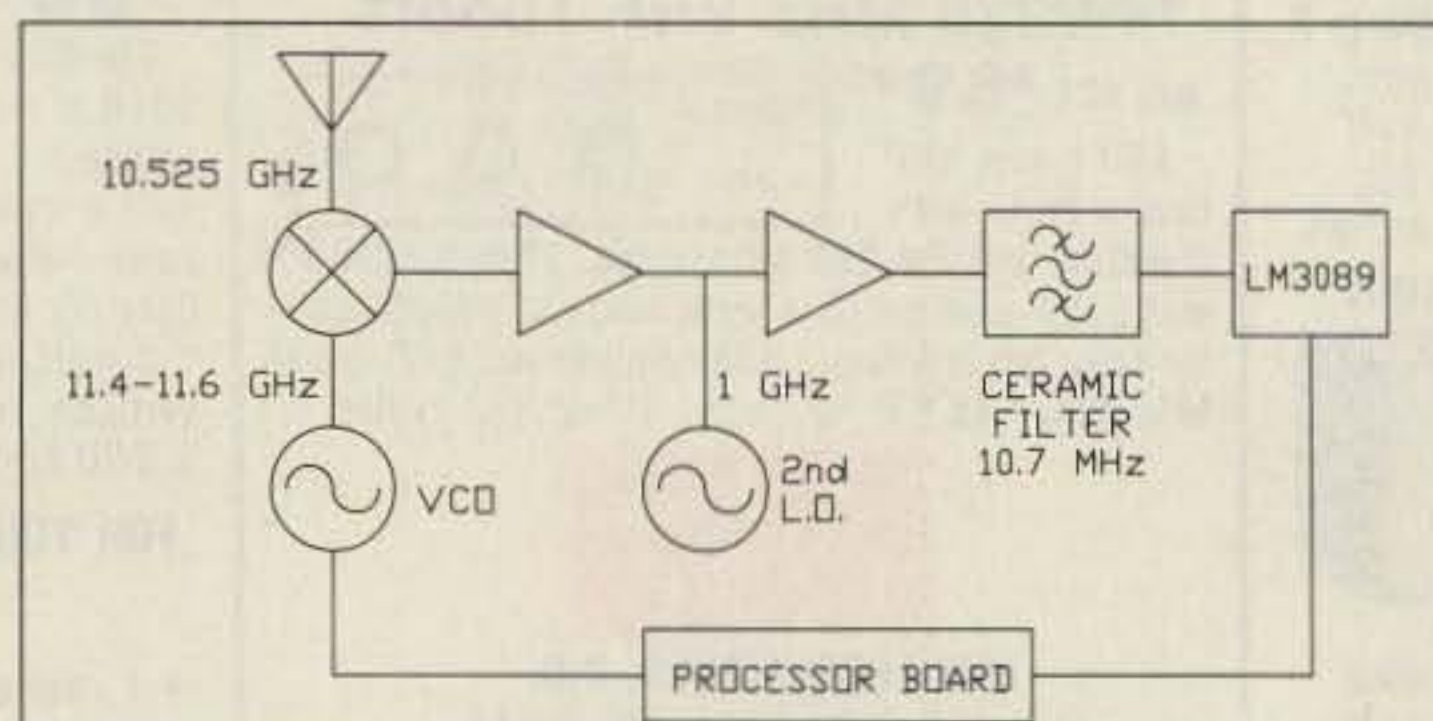 10.525 GHz
LM3089
11.4-11.6 GHz
1 GHz
CERAMIC
FILTER
10.7 MHz
VCO
2nd
L.O.
PROCESSOR BOARD